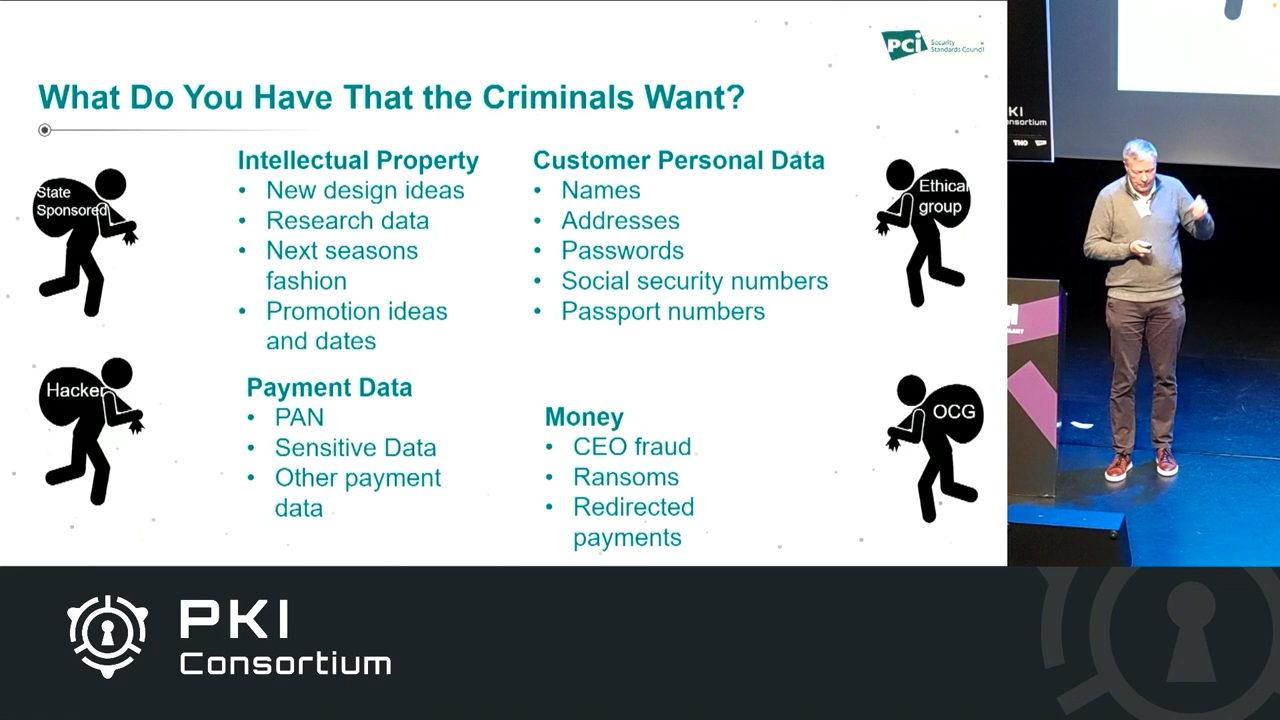 PCi Security
Standards Council
What Do You Have That the Criminals Want?
State
Sponsored
Intellectual Property
• New design ideas
• Research data
• Next seasons
fashion
• Promotion ideas
and dates
Customer Personal Data
• Names
• Addresses
• Passwords
• Social security numbers
• Passport numbers
Ethical
group
Hacker
Payment Data
• PAN
• Sensitive Data
• Other payment
data
Money
• CEO fraud
• Ransoms
• Redirected
payments
OCG
KI
onsortium
TNO
PKI
Consortium